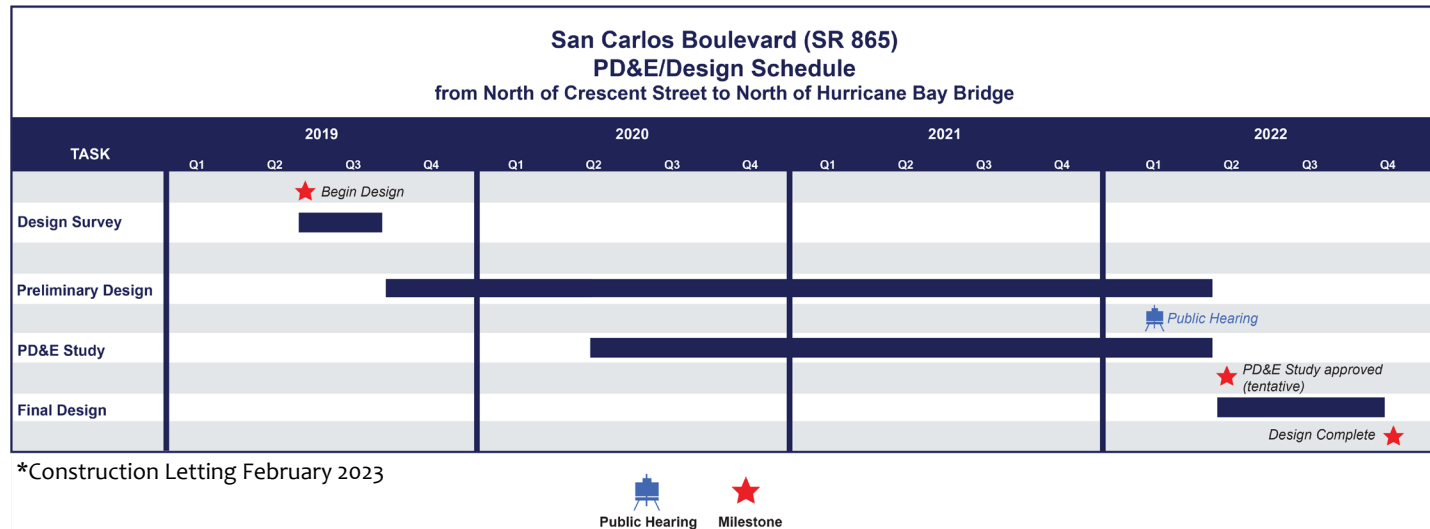 San Carlos Boulevard (SR 865)
PD&E/Design Schedule
from North of Crescent Street to North of Hurricane Bay Bridge
2019 2020 2021 2022
TASK
Q1 Q2 Q3 Q4 Q1 Q2 Q3 Q4 Q1 Q2 Q3 Q4 Q1 Q2 Q3 Q4
Begin Design
Design Survey
Preliminary Design
Public Hearing
PD&E Study
PD&E Study approved
(tentative)
Final Design
Design Complete
*Construction Letting February 2023
Public Hearing Milestone